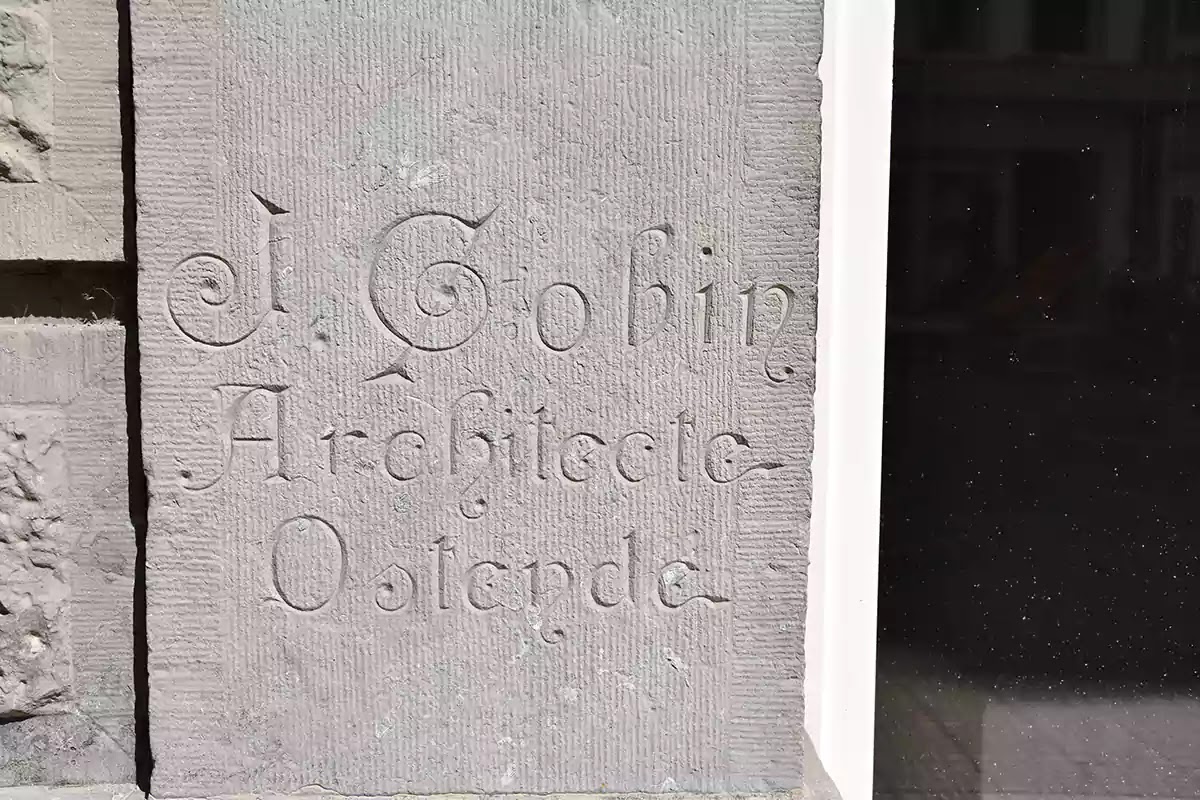 J. Gobin
Architecte
Ostende